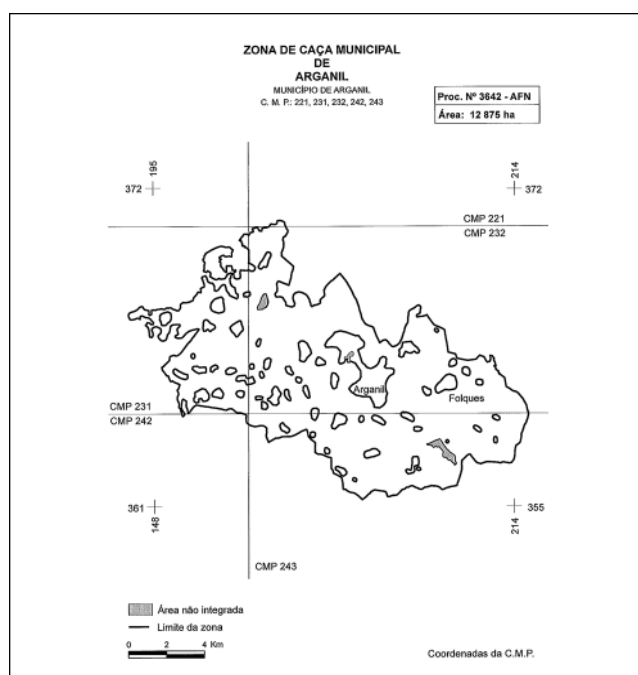 ZONA DE CAÇA MUNICIPAL
DE
ARGANIL
MUNICÍPIO DE ARGANIL
C. M. P.: 221, 231, 232, 242, 243
Proc. Nº 3642 - AFN
Área: 12 875 ha
195
214
372
372
CMP 221
CMP 232
Arganil
Folques
CMP 231
CMP 242
361
355
148
214
CMP 243
Área não integrada
Limite da zona
0 2 4 Km
Coordenadas da C.M.P.